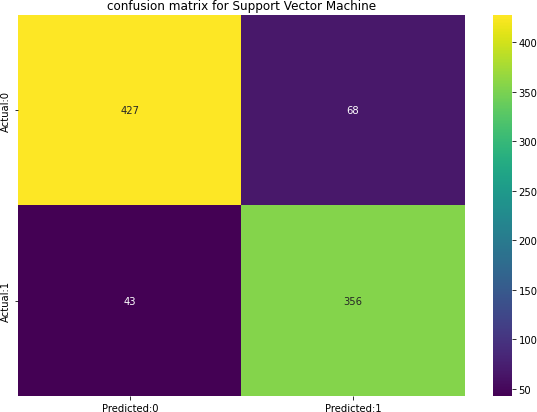 confusion matrix for Support Vector Machine
Actual:0
427
68
Actual:1
43
356
Predicted:0
Predicted:1
400
350
300
250
200
150
100
50